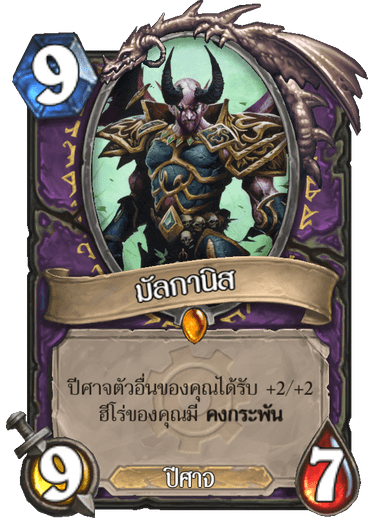 9
มัลกานิส
ปีศาจตัวอื่นของคุณได้รับ +2/+2
ฮีโร่ของคุณมี คงกระพัน
9
ปีศาจ
7